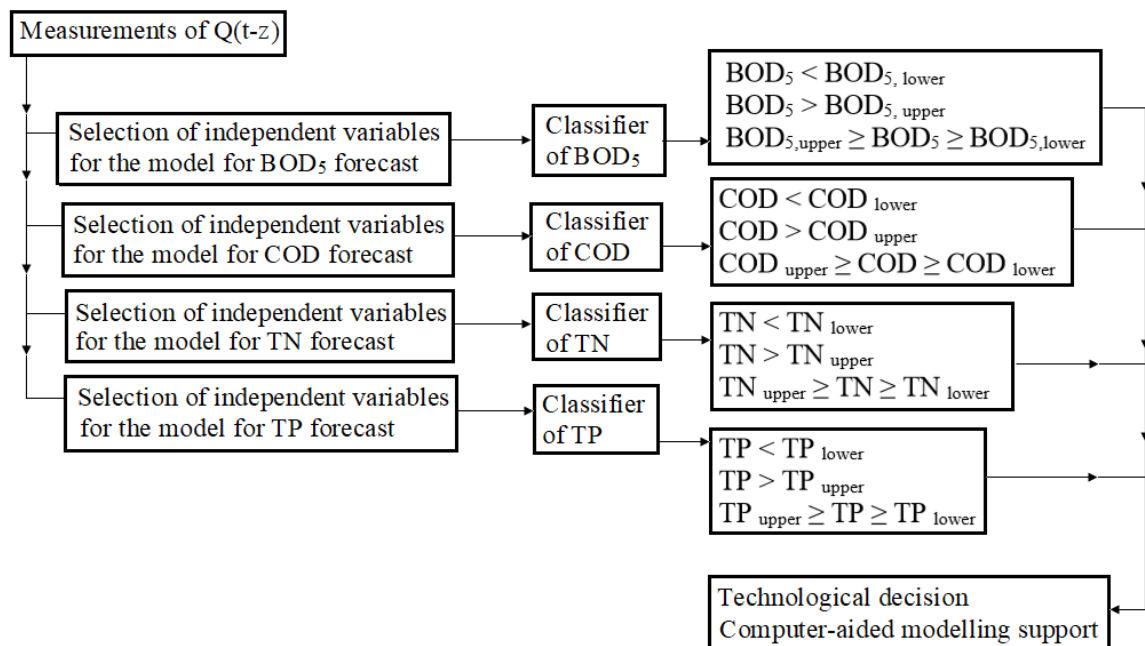 Measurements of Q(t-z)
Selection of independent variables
for the model for BOD₅ forecast
Classifier
of BOD₅
BOD₅ < BOD₅, lower
BOD₅ > BOD₅, upper
BOD₅,upper ≥ BOD₅ ≥ BOD₅,lower
Selection of independent variables
for the model for COD forecast
Classifier
of COD
COD < COD lower
COD > COD upper
COD upper ≥ COD ≥ COD lower
Selection of independent variables
for the model for TN forecast
Classifier
of TN
TN < TN lower
TN > TN upper
TN upper ≥ TN ≥ TN lower
Selection of independent variables
for the model for TP forecast
Classifier
of TP
TP < TP lower
TP > TP upper
TP upper ≥ TP ≥ TP lower
Technological decision
Computer-aided modelling support